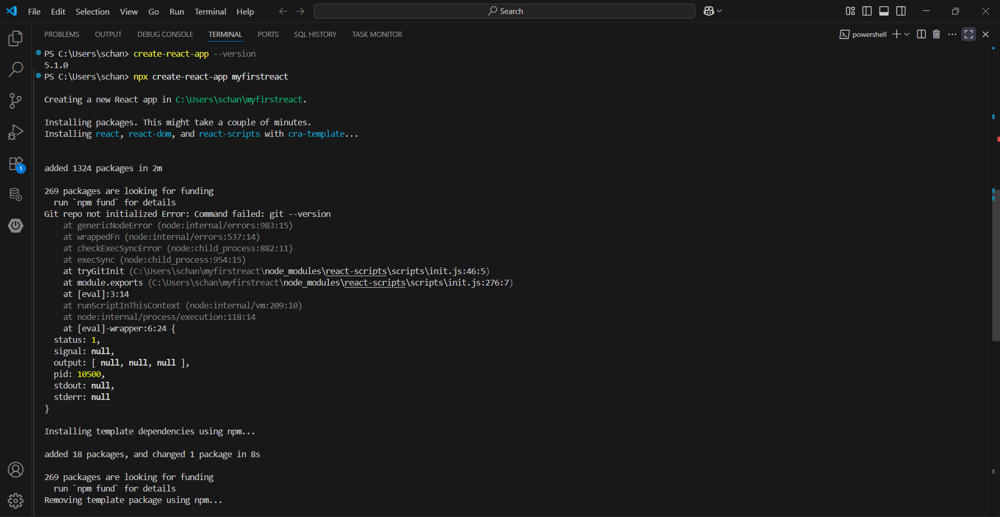 File Edit Selection View Go Run Terminal Help
Search
PROBLEMS OUTPUT DEBUG CONSOLE TERMINAL PORTS SQL HISTORY TASK MONITOR
powershell
PS C:\Users\schan> create-react-app --version
5.1.0
PS C:\Users\schan> npx create-react-app myfirstreact
Creating a new React app in C:\Users\schan\myfirstreact.
Installing packages. This might take a couple of minutes.
Installing react, react-dom, and react-scripts with cra-template...
added 1324 packages in 2m
269 packages are looking for funding
  run `npm fund` for details
Git repo not initialized Error: Command failed: git --version
    at genericNodeError (node:internal/errors:983:15)
    at wrappedFn (node:internal/errors:537:14)
    at checkExecSyncError (node:child_process:882:11)
    at execSync (node:child_process:954:15)
    at tryGitInit (C:\Users\schan\myfirstreact\node_modules\react-scripts\scripts\init.js:46:5)
    at module.exports (C:\Users\schan\myfirstreact\node_modules\react-scripts\scripts\init.js:276:7)
    at [eval]:3:14
    at runScriptInThisContext (node:internal/vm:209:10)
    at node:internal/process/execution:118:14
    at [eval]-wrapper:6:24 {
  status: 1,
  signal: null,
  output: [ null, null, null ],
  pid: 10500,
  stdout: null,
  stderr: null
}
Installing template dependencies using npm...
added 18 packages, and changed 1 package in 8s
269 packages are looking for funding
  run `npm fund` for details
Removing template package using npm...
1